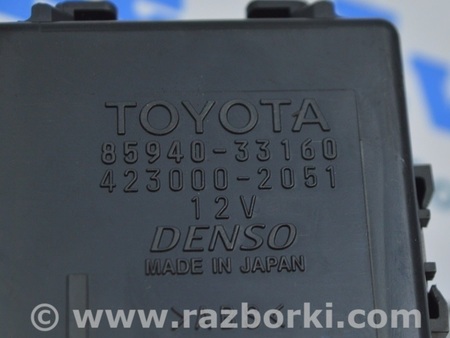 TOYOTA
85940-33160
423000-2051
12V
DENSO
MADE IN JAPAN
© www.razborki.com